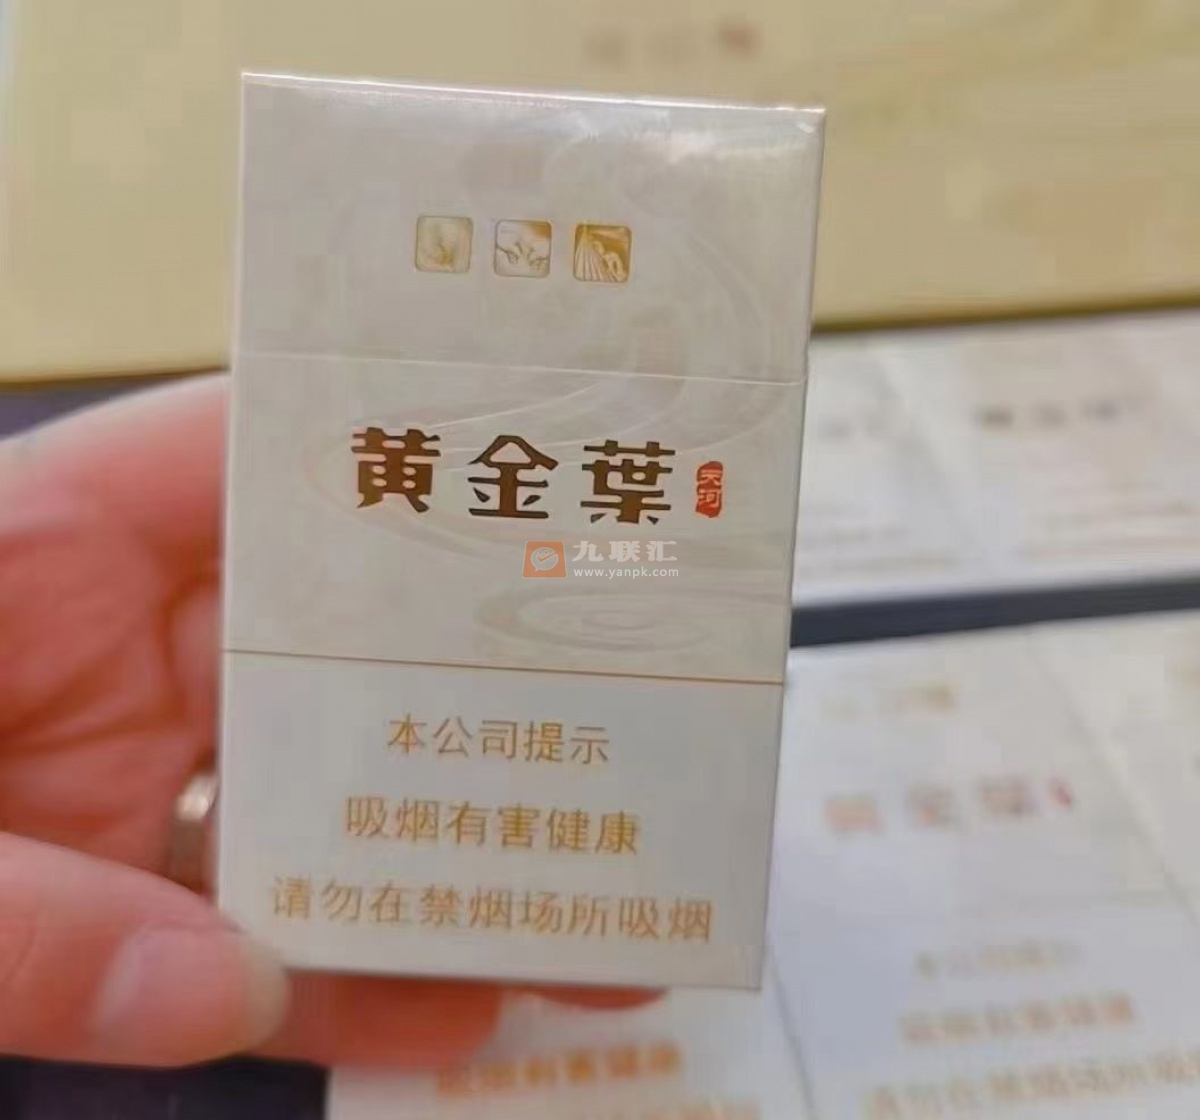 黄金葉 天河
九联汇
www.yanpk.com
本公司提示
吸烟有害健康
请勿在禁烟场所吸烟